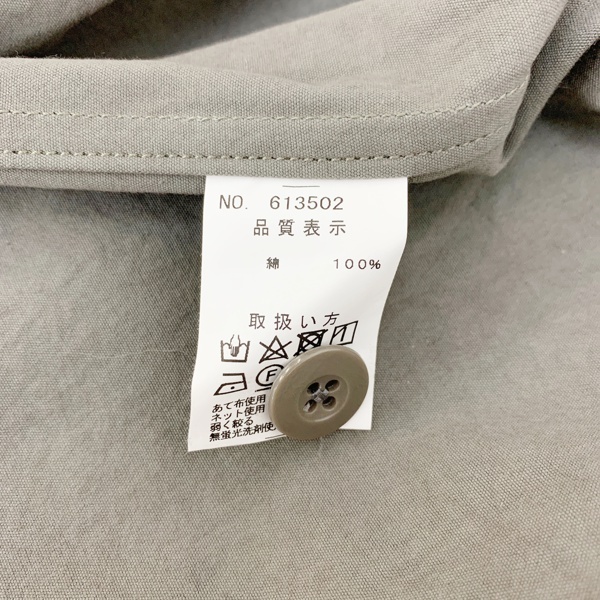 NO. 613502
品質表示
綿 100%
取扱い方
F
あて布使用
ネット使用
弱く絞る
無蛍光洗剤使